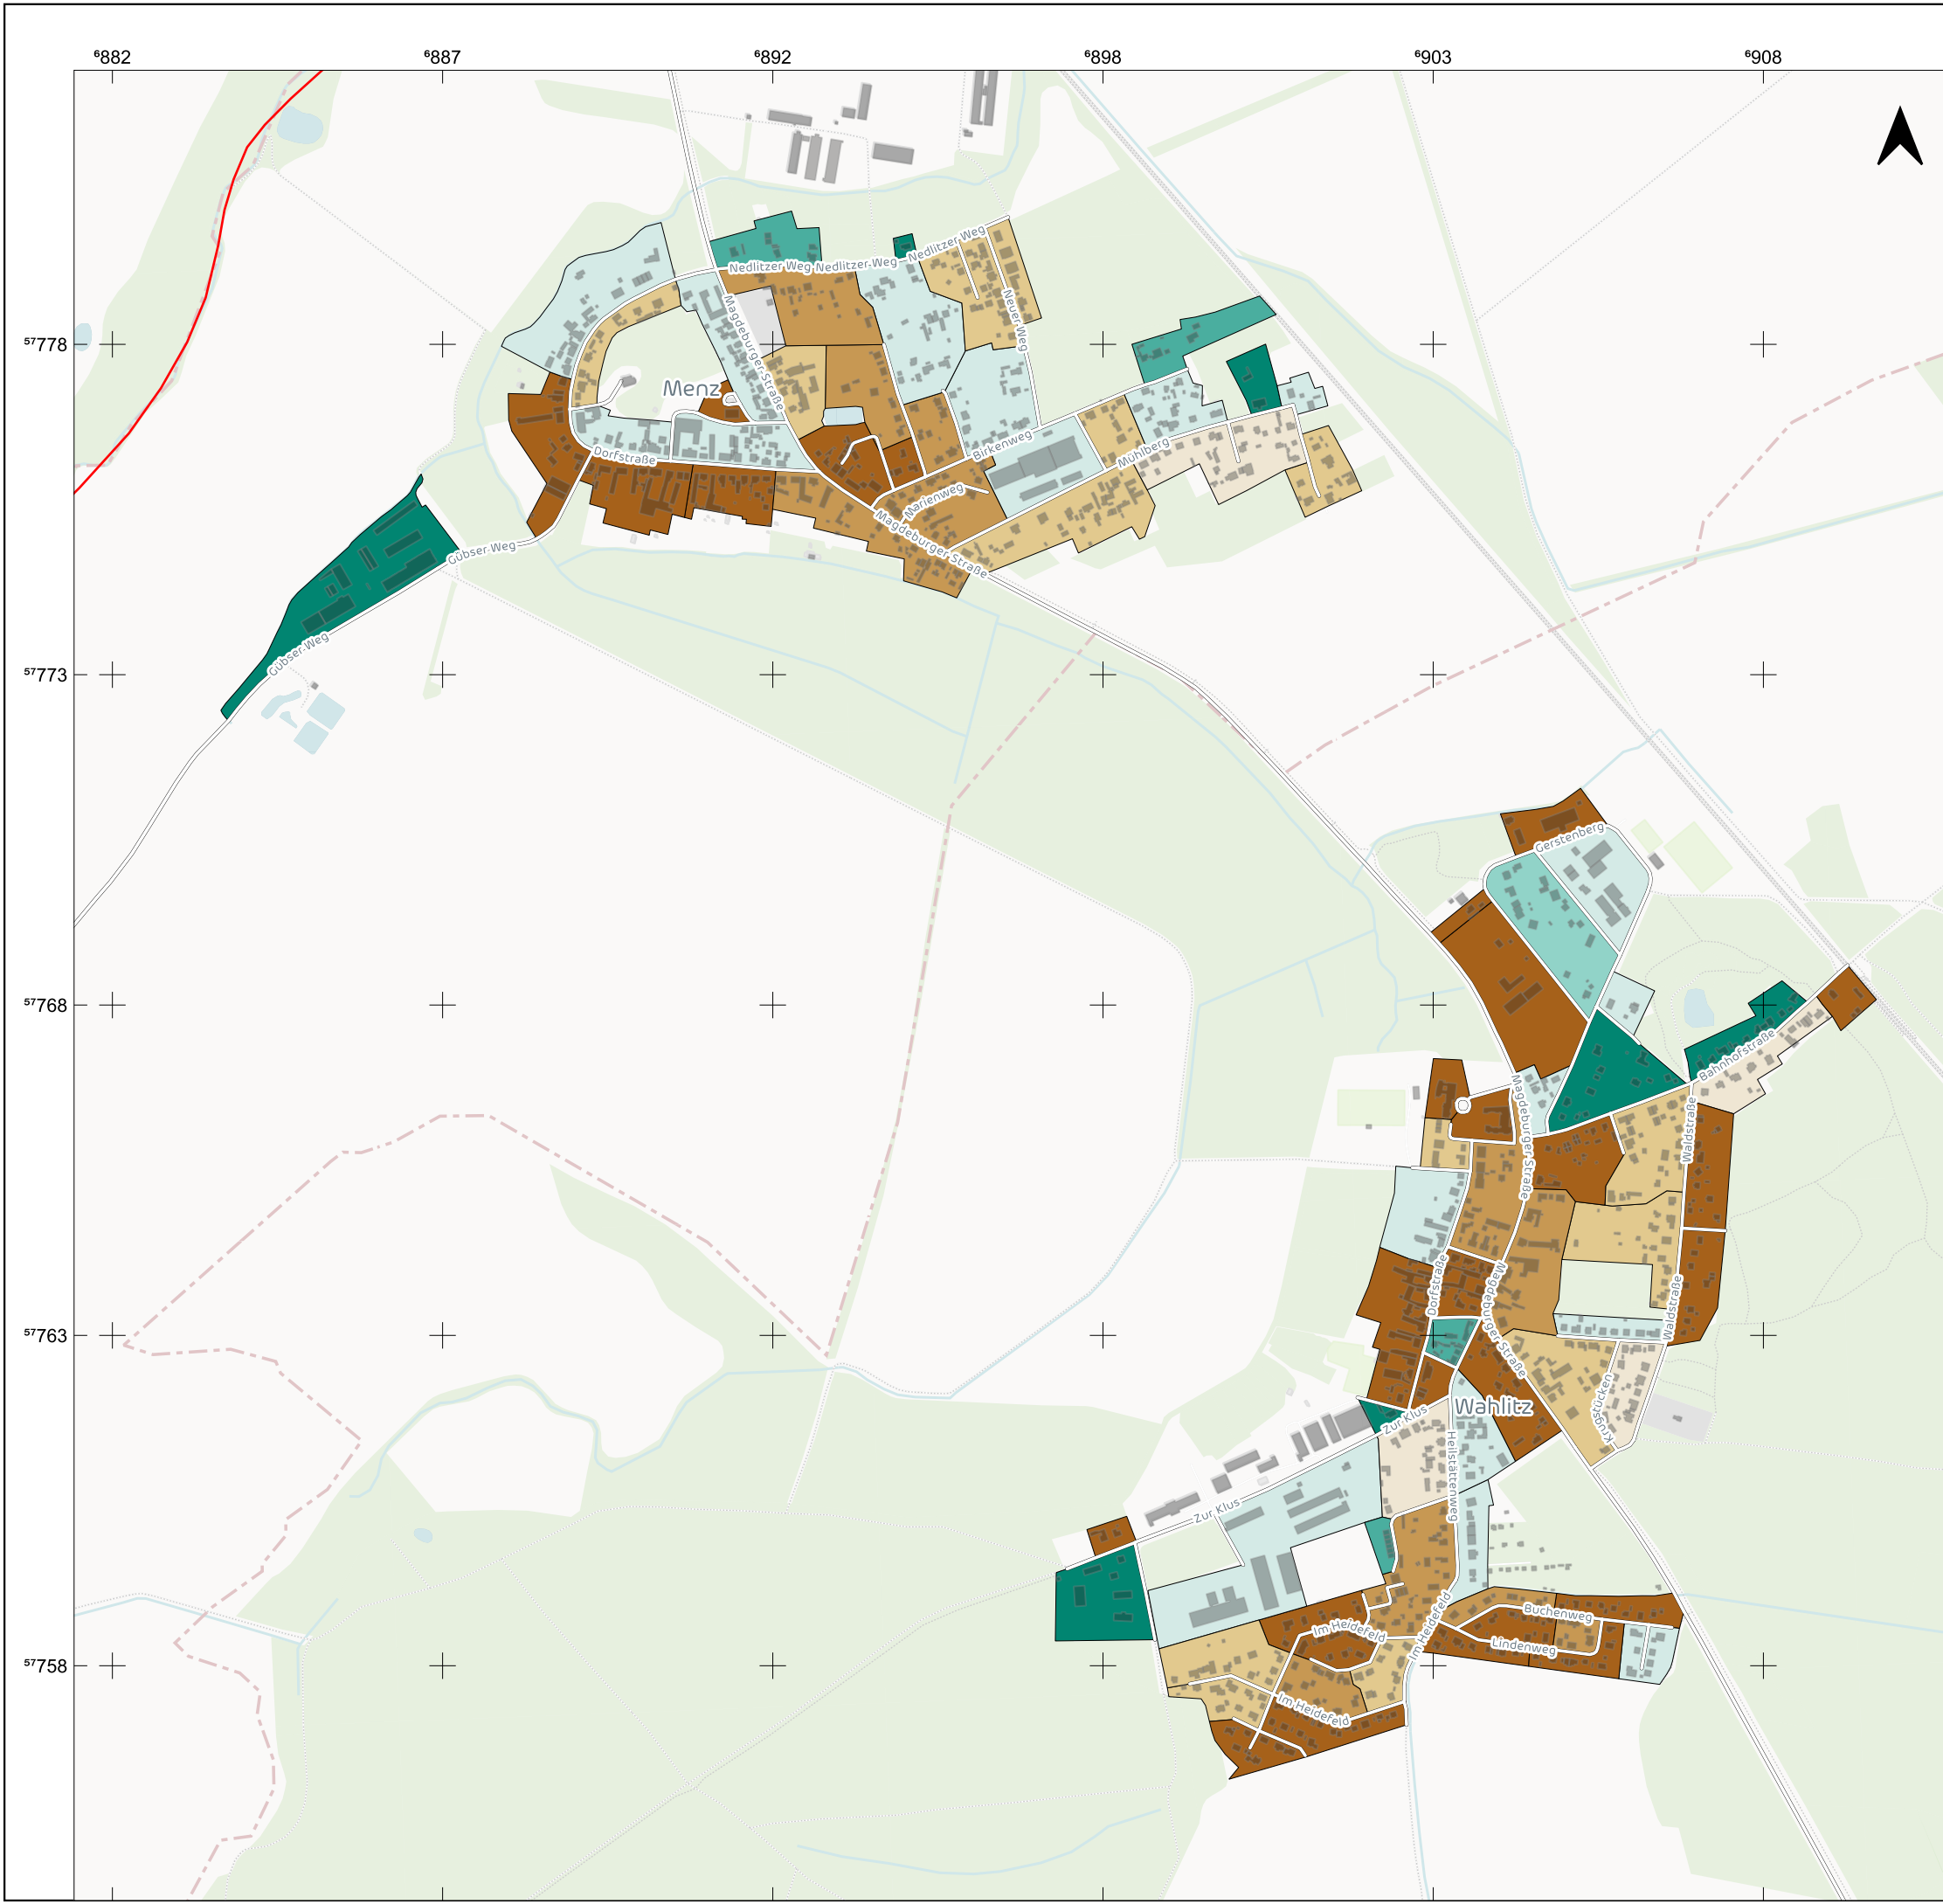 ⁶882 ⁶887 ⁶892 ⁶898 ⁶903 ⁶908
Nedlitzer Weg Nedlitzer Weg Nedlitzer Weg
Neuer Weg
Magdeburger-Straße
⁵⁷778
Menz
Birkenweg
Mühlberg
Dorfstraße
Marienweg
Magdeburger Straße
Gübser-Weg
Gübser-Weg
⁵⁷773
Gerstenberg
⁵⁷768
Bahnhofstraße
Magdeburger-Straße
Waldstraße
Dorfstraße
Magdeburger-Straße
Waldstraße
⁵⁷763
Krugstücken
Wahlitz
Zur-Klus
Heilstättenweg
Zur Klus
Buchenweg
Im Heidefeld
Im Heidefeld
Lindenweg
⁵⁷758
Im Heidefeld